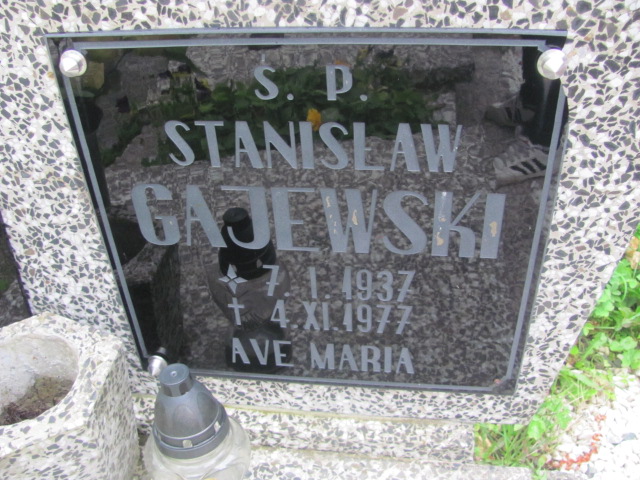 S. P.
STANISLAW
GAJEWSKI
7 I. 1937
† 4. XI. 1977
AVE MARIA